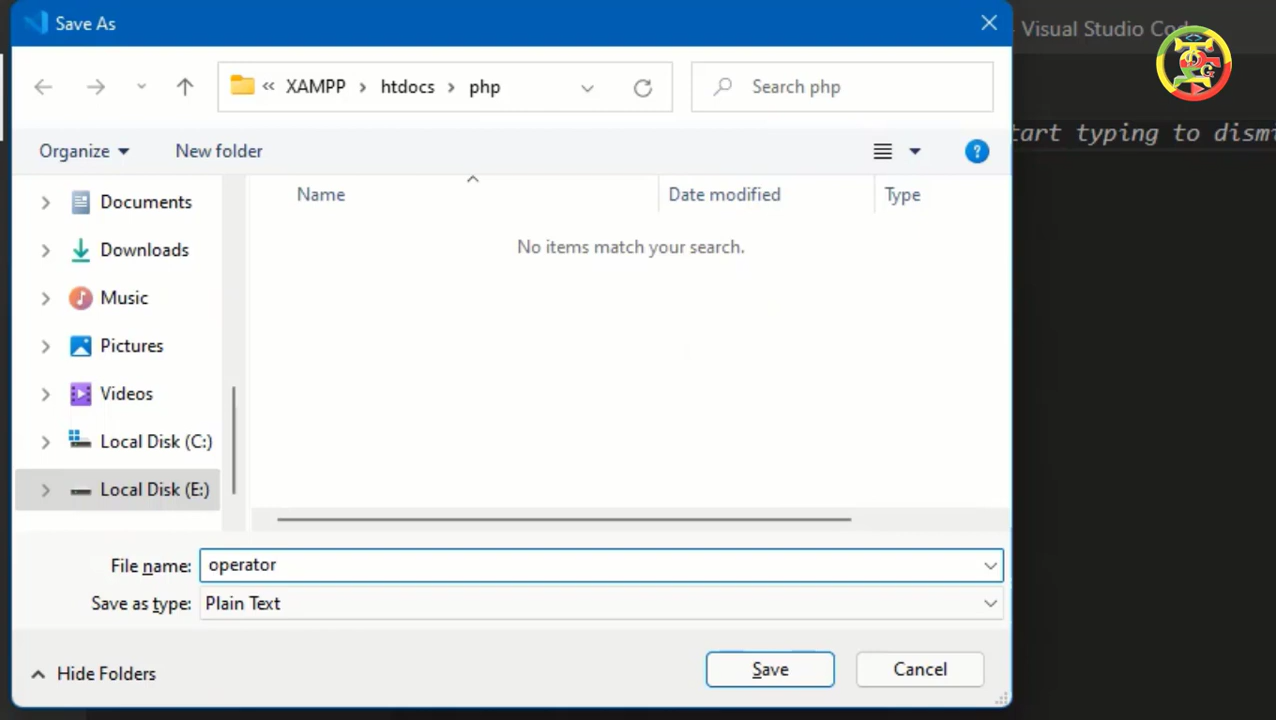 Save As
Visual Studio Co
XAMPP htdocs php
Search php
tart typing to dism
Organize
New folder
?
Name
Date modified
Type
Documents
No items match your search.
Downloads
Music
Pictures
Videos
Local Disk (C:)
Local Disk (E:)
File name: operator
Save as type: Plain Text
Hide Folders
Save
Cancel